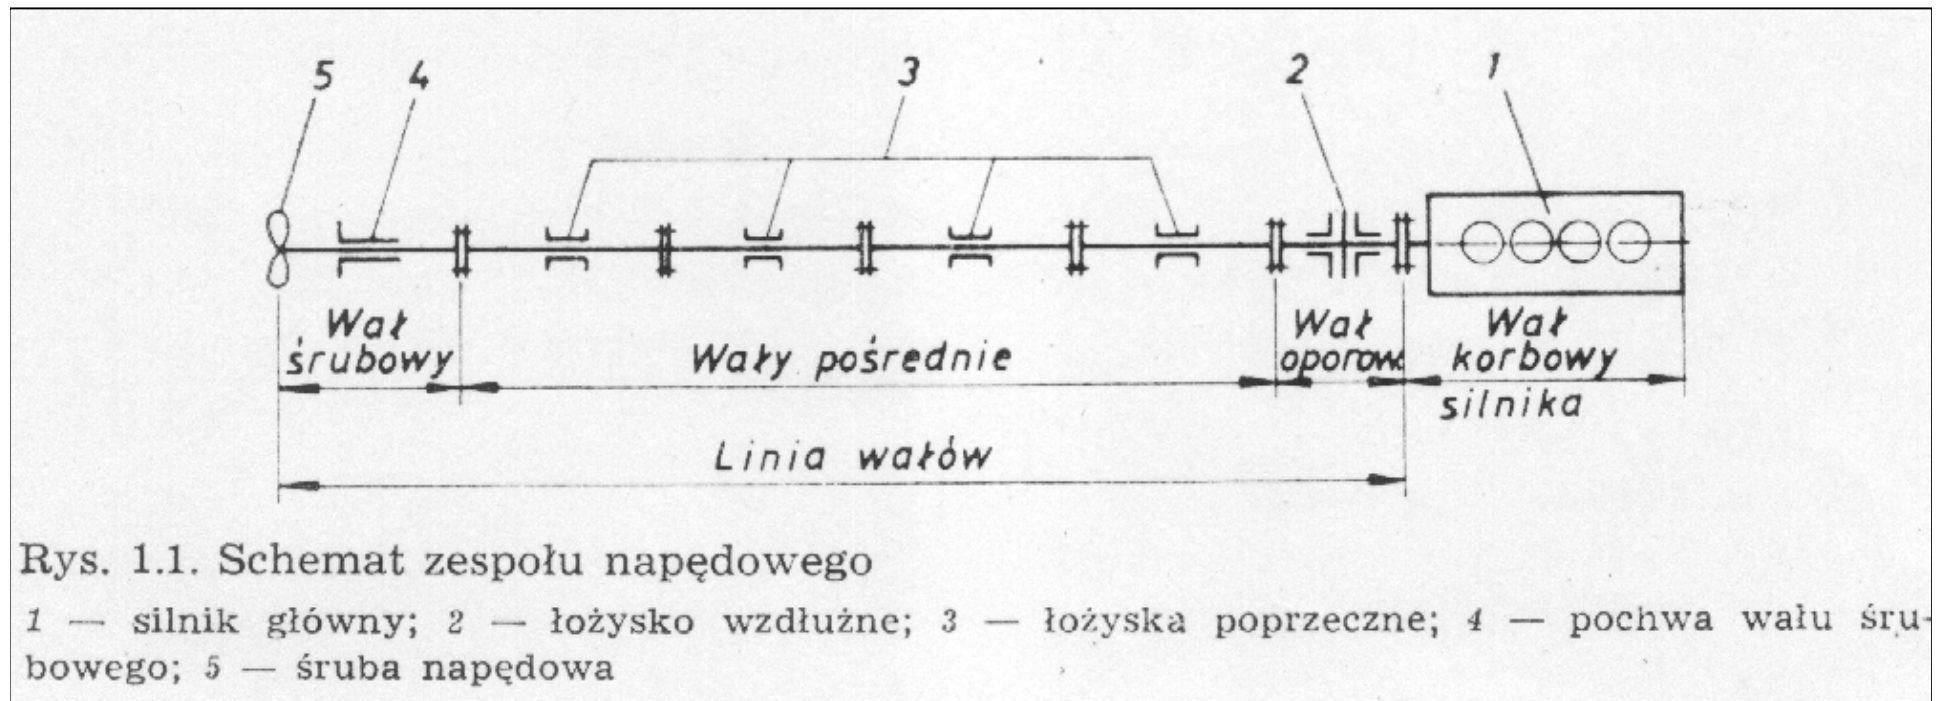 5 4 3 2 1
Wał śrubowy
Wały pośrednie
Wał oporow.
Wał korbowy silnika
Linia wałów
Rys. 1.1. Schemat zespołu napędowego
1 — silnik główny; 2 — łożysko wzdłużne; 3 — łożyska poprzeczne; 4 — pochwa wału śru-
bowego; 5 — śruba napędowa